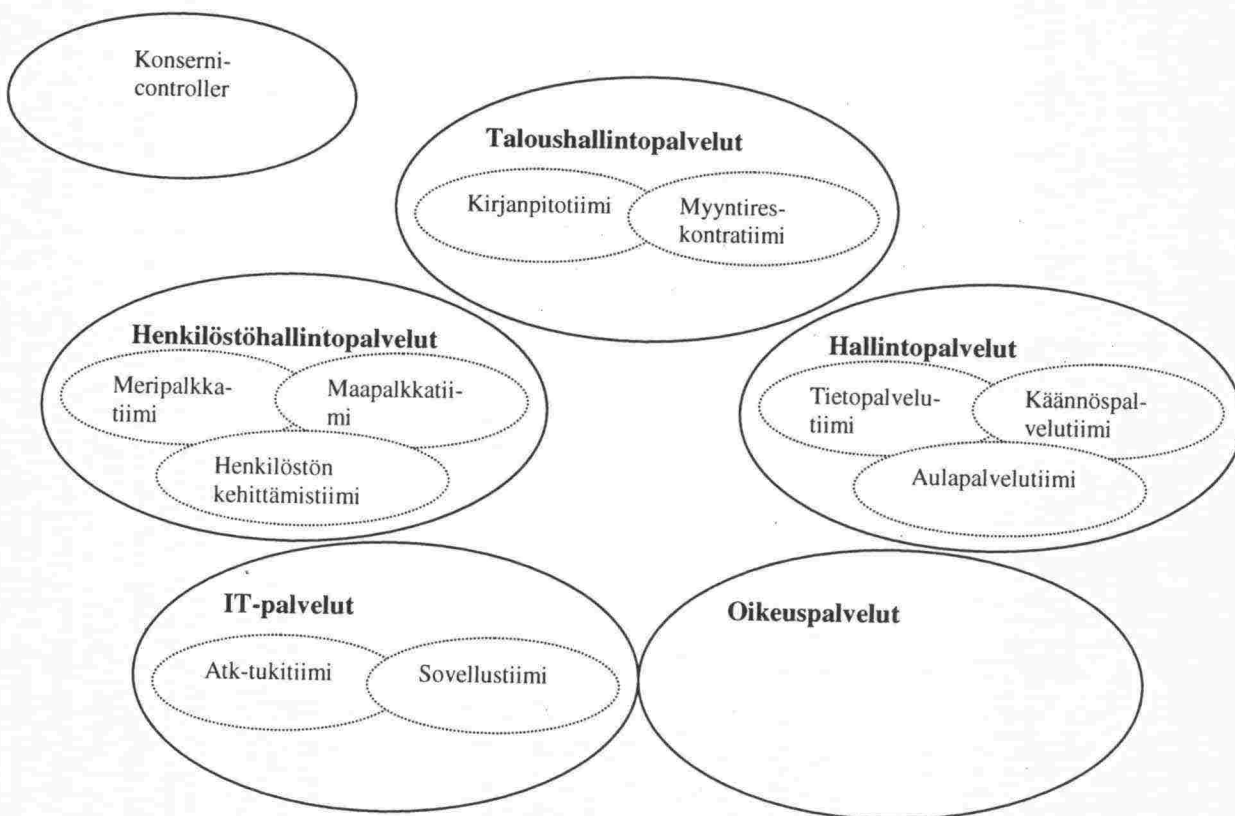 Konserni-
controller
Taloushallintopalvelut
Kirjanpitotiimi
Myyntires-
kontratiimi
Henkilöstöhallintopalvelut
Meripalkka-
tiimi
Maapalkkatii-
mi
Henkilöstön
kehittämistiimi
Hallintopalvelut
Tietopalvelu-
tiimi
Käännöspal-
velutiimi
Aulapalvelutiimi
IT-palvelut
Atk-tukitiimi
Sovellustiimi
Oikeuspalvelut